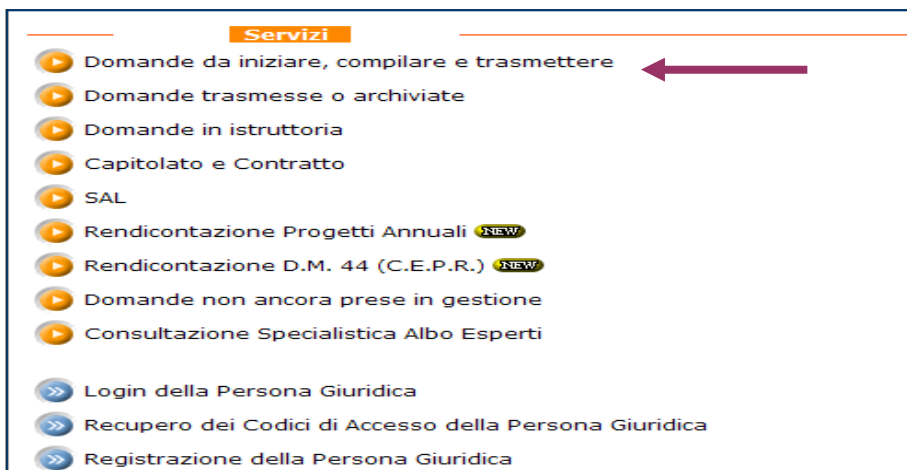 Servizi
Domande da iniziare, compilare e trasmettere
Domande trasmesse o archiviate
Domande in istruttoria
Capitolato e Contratto
SAL
Rendicontazione Progetti Annuali NEW
Rendicontazione D.M. 44 (C.E.P.R.) NEW
Domande non ancora prese in gestione
Consultazione Specialistica Albo Esperti
Login della Persona Giuridica
Recupero dei Codici di Accesso della Persona Giuridica
Registrazione della Persona Giuridica